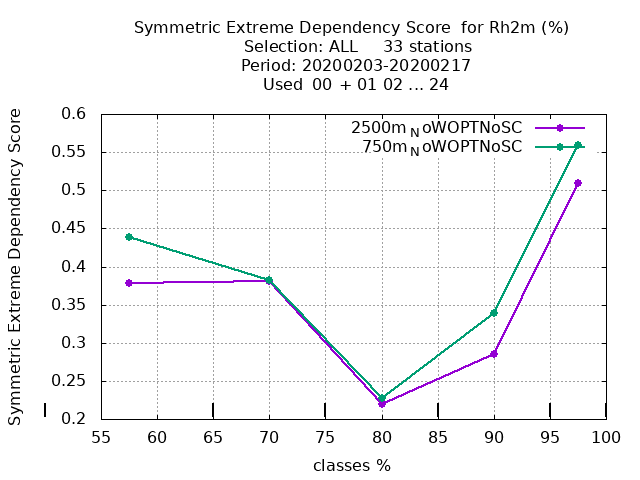 Symmetric Extreme Dependency Score for Rh2m (%)
Selection: ALL 33 stations
Period: 20200203-20200217
Used 00 + 01 02 ... 24
Symmetric Extreme Dependency Score
0.6
0.55
0.5
0.45
0.4
0.35
0.3
0.25
0.2
2500m_NoWOPTNoSC
750m_NoWOPTNoSC
55 60 65 70 75 80 85 90 95 100
classes %